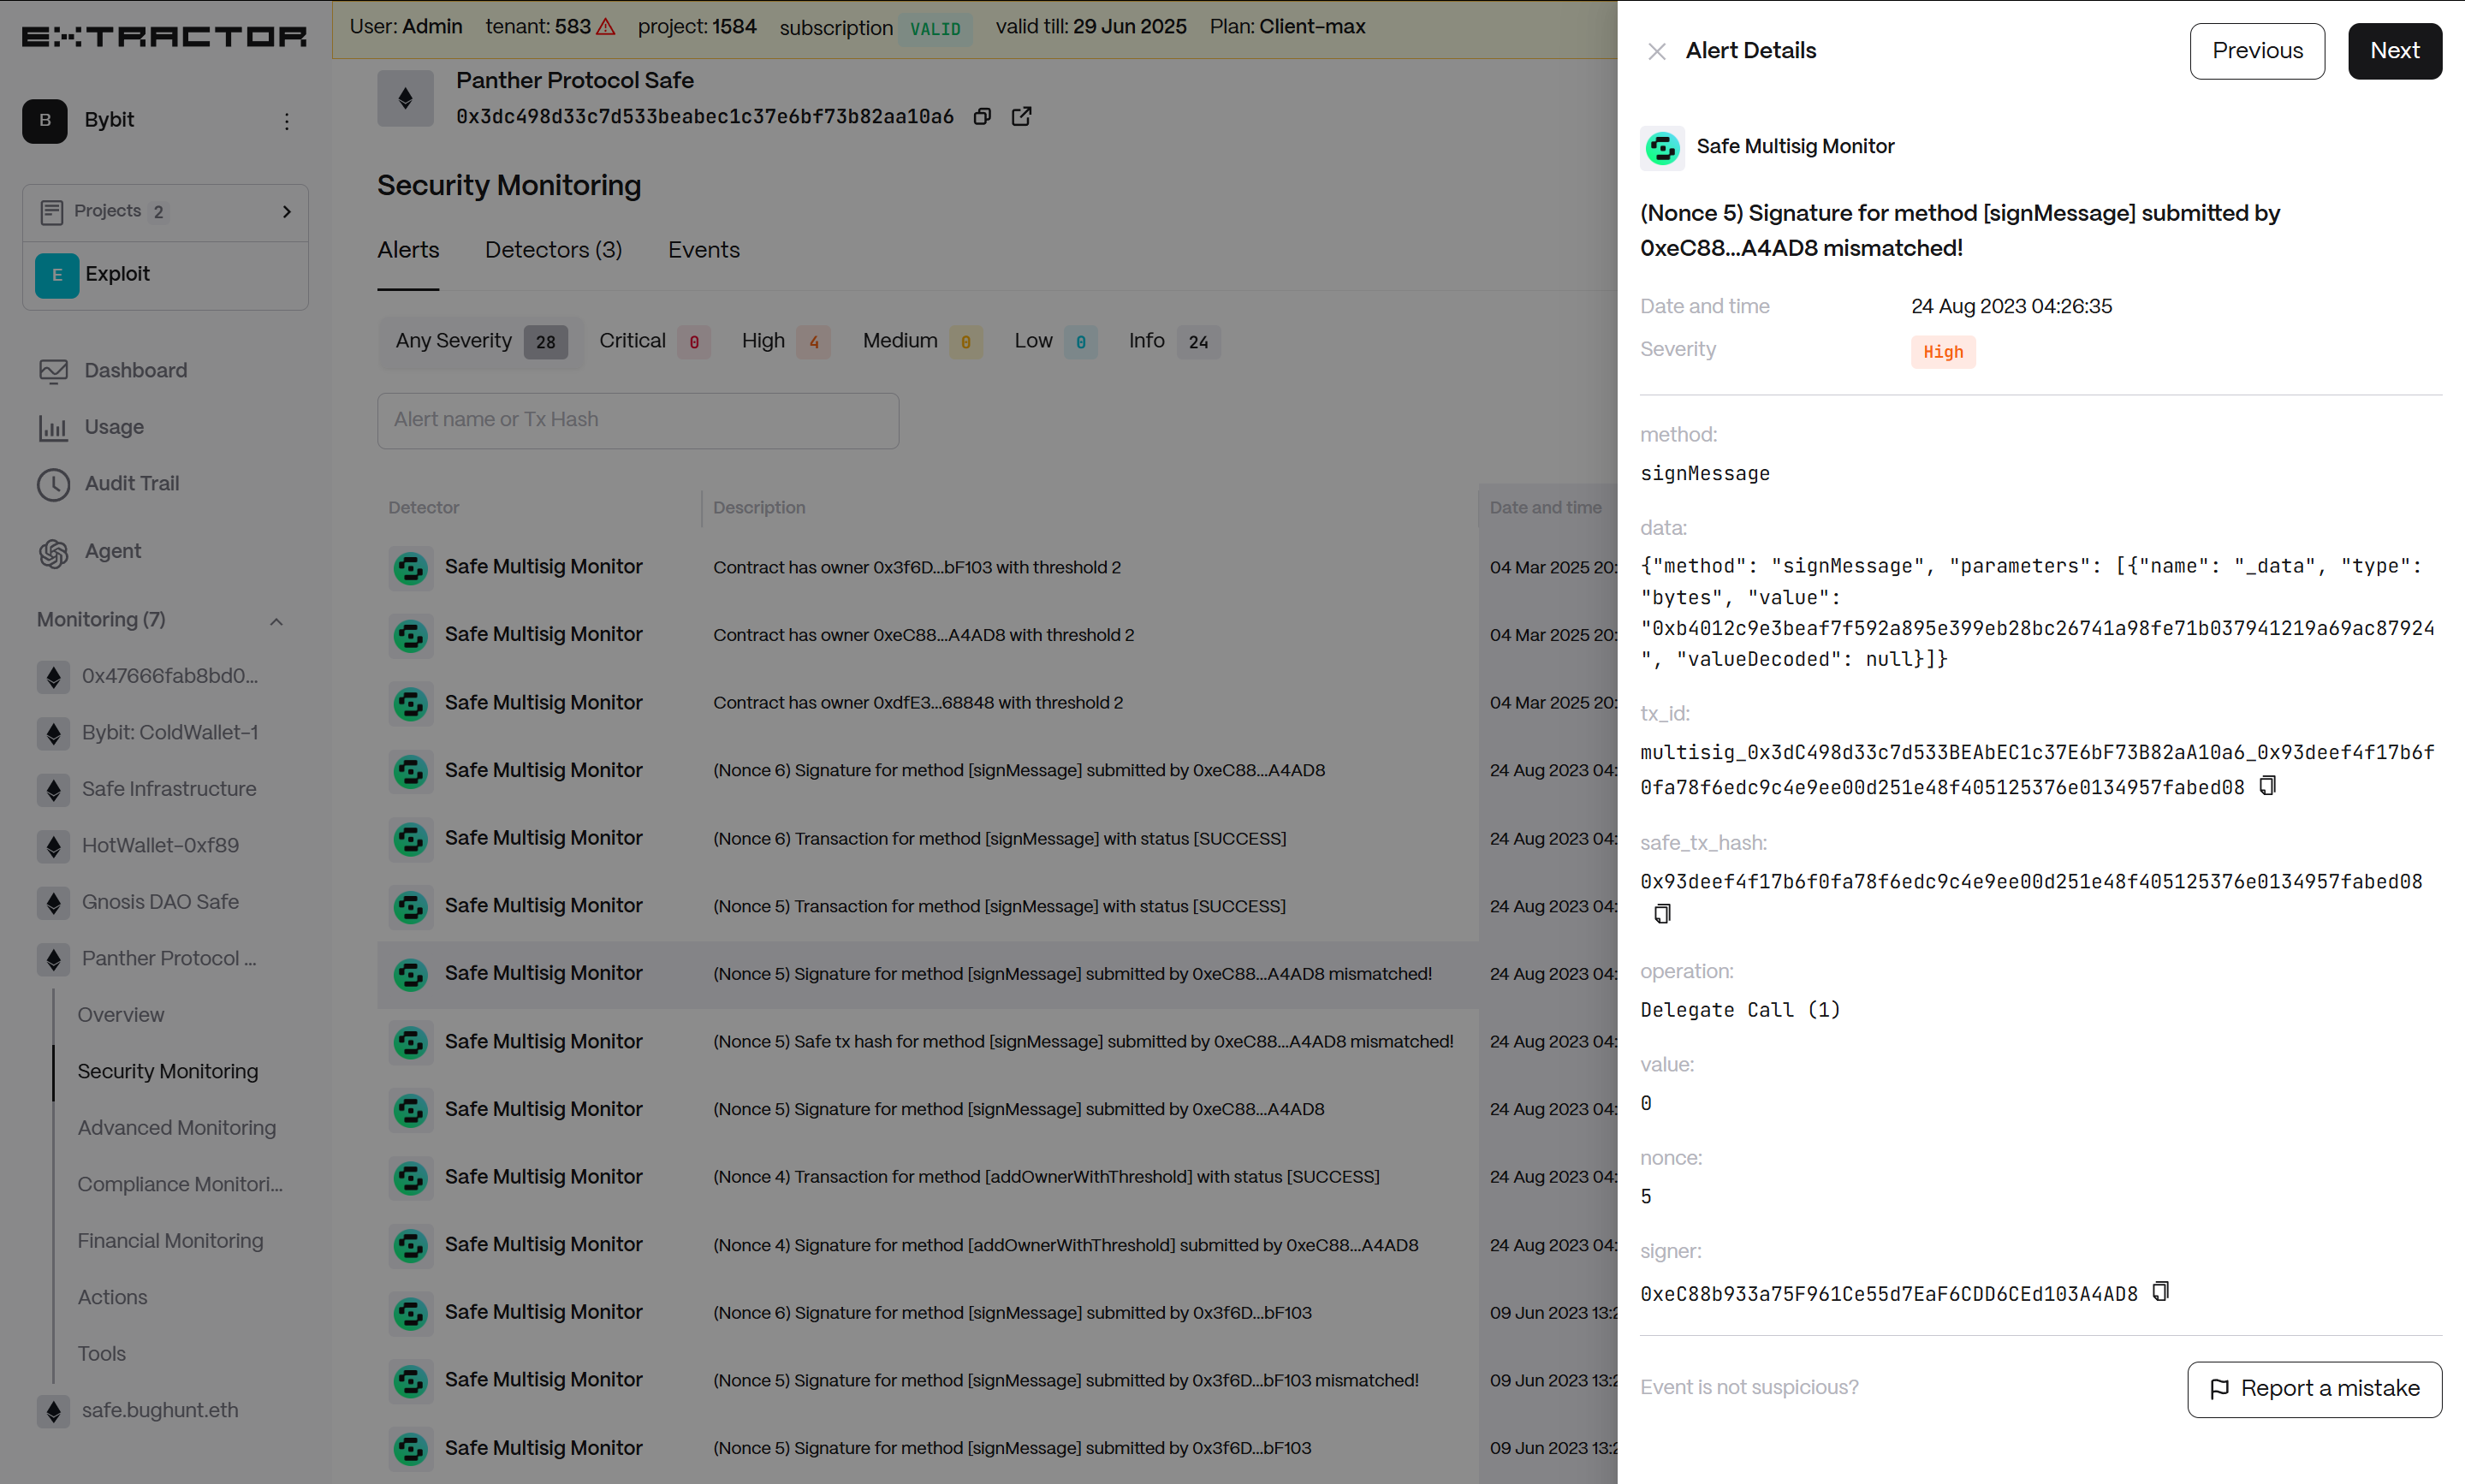 EXTRACTOR
User: Admin tenant: 583 project: 1584 subscription VALID valid till: 29 Jun 2025 Plan: Client-max
B Bybit
Projects 2
E Exploit
Dashboard
Usage
Audit Trail
Agent
Monitoring (7)
0x47666fab8bd0...
Bybit: ColdWallet-1
Safe Infrastructure
HotWallet-0xf89
Gnosis DAO Safe
Panther Protocol ...
Overview
Security Monitoring
Advanced Monitoring
Compliance Monitori...
Financial Monitoring
Actions
Tools
safe.bughunt.eth
Panther Protocol Safe
0x3dc498d33c7d533beabec1c37e6bf73b82aa10a6
Security Monitoring
Alerts Detectors (3) Events
Any Severity 28 Critical 0 High 4 Medium 0 Low 0 Info 24
Alert name or Tx Hash
Detector Description Date and time
Safe Multisig Monitor Contract has owner 0x3f6D...bF103 with threshold 2 04 Mar 2025 20:
Safe Multisig Monitor Contract has owner 0xeC88...A4AD8 with threshold 2 04 Mar 2025 20:
Safe Multisig Monitor Contract has owner 0xdfE3...68848 with threshold 2 04 Mar 2025 20:
Safe Multisig Monitor (Nonce 6) Signature for method [signMessage] submitted by 0xeC88...A4AD8 24 Aug 2023 04:
Safe Multisig Monitor (Nonce 6) Transaction for method [signMessage] with status [SUCCESS] 24 Aug 2023 04:
Safe Multisig Monitor (Nonce 5) Transaction for method [signMessage] with status [SUCCESS] 24 Aug 2023 04:
Safe Multisig Monitor (Nonce 5) Signature for method [signMessage] submitted by 0xeC88...A4AD8 mismatched! 24 Aug 2023 04:
Safe Multisig Monitor (Nonce 5) Safe tx hash for method [signMessage] submitted by 0xeC88...A4AD8 mismatched! 24 Aug 2023 04:
Safe Multisig Monitor (Nonce 5) Signature for method [signMessage] submitted by 0xeC88...A4AD8 24 Aug 2023 04:
Safe Multisig Monitor (Nonce 4) Transaction for method [addOwnerWithThreshold] with status [SUCCESS] 24 Aug 2023 04:
Safe Multisig Monitor (Nonce 4) Signature for method [addOwnerWithThreshold] submitted by 0xeC88...A4AD8 24 Aug 2023 04:
Safe Multisig Monitor (Nonce 6) Signature for method [signMessage] submitted by 0x3f6D...bF103 09 Jun 2023 13:2
Safe Multisig Monitor (Nonce 5) Signature for method [signMessage] submitted by 0x3f6D...bF103 mismatched! 09 Jun 2023 13:2
Safe Multisig Monitor (Nonce 5) Signature for method [signMessage] submitted by 0x3f6D...bF103 09 Jun 2023 13:2
Alert Details Previous Next
Safe Multisig Monitor
(Nonce 5) Signature for method [signMessage] submitted by
0xeC88...A4AD8 mismatched!
Date and time 24 Aug 2023 04:26:35
Severity High
method:
signMessage
data:
{"method": "signMessage", "parameters": [{"name": "_data", "type":
"bytes", "value":
"0xb4012c9e3beaf7f592a895e399eb28bc26741a98fe71b037941219a69ac87924
", "valueDecoded": null}]}
tx_id:
multisig_0x3dC498d33c7d533BEAbEC1c37E6bF73B82aA10a6_0x93deef4f17b6f
0fa78f6edc9c4e9ee00d251e48f405125376e0134957fabed08
safe_tx_hash:
0x93deef4f17b6f0fa78f6edc9c4e9ee00d251e48f405125376e0134957fabed08
operation:
Delegate Call (1)
value:
0
nonce:
5
signer:
0xeC88b933a75F961Ce55d7EaF6CDD6CEd103A4AD8
Event is not suspicious? Report a mistake